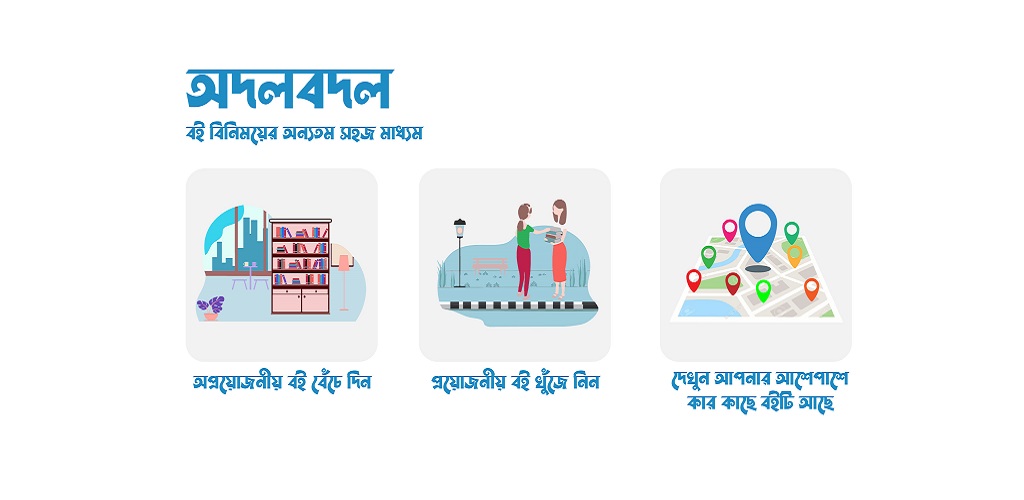 অদলবদল
বই বিনিময়ের অন্যতম সহজ মাধ্যম
অপ্রয়োজনীয় বই বেঁচে দিন
প্রয়োজনীয় বই খুঁজে নিন
দেখুন আপনার আশেপাশে
কার কাছে বইটি আছে